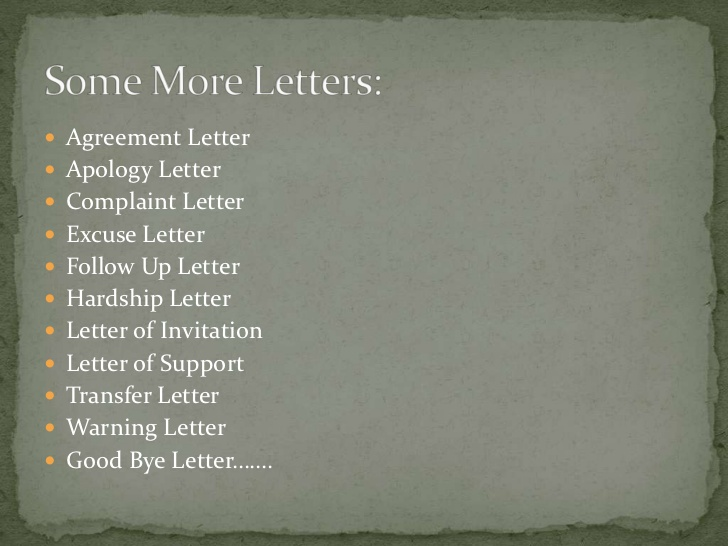 Some More Letters:
Agreement Letter
Apology Letter
Complaint Letter
Excuse Letter
Follow Up Letter
Hardship Letter
Letter of Invitation
Letter of Support
Transfer Letter
Warning Letter
Good Bye Letter.......